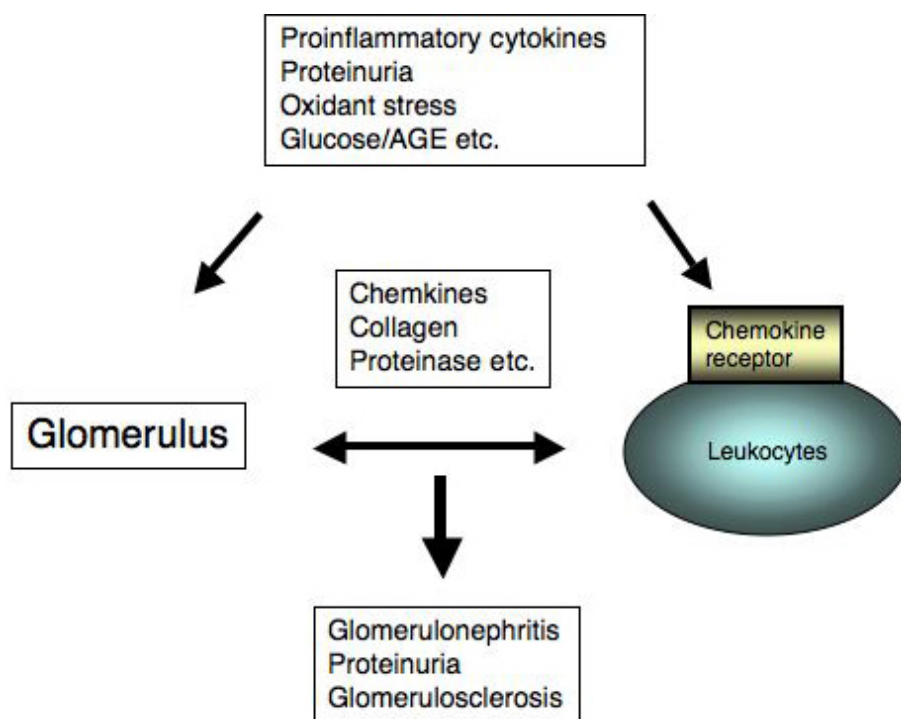 Proinflammatory cytokines
Proteinuria
Oxidant stress
Glucose/AGE etc.
Chemkines
Collagen
Proteinase etc.
Chemokine
receptor
Glomerulus
Leukocytes
Glomerulonephritis
Proteinuria
Glomerulosclerosis